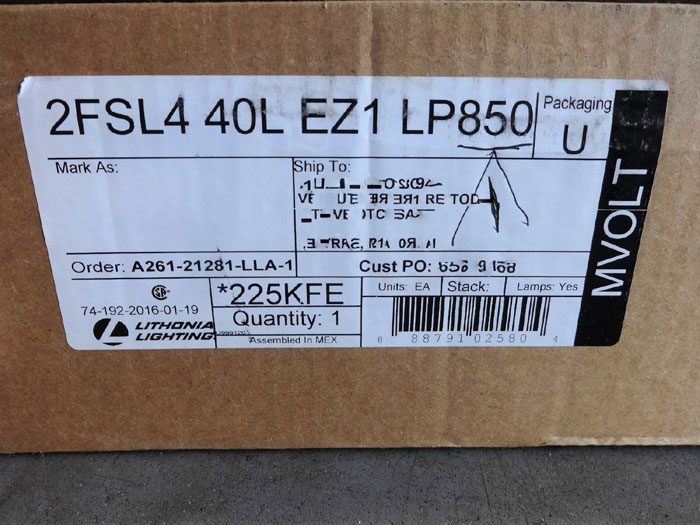 2FSL4 40L EZ1 LP850
Packaging
U
MVOLT
Mark As:
Ship To:
Order: A261-21281-LLA-1
Cust PO:
74-192-2016-01-19
LITHONIA
LIGHTING
*225KFE
Quantity: 1
Assembled In MEX
Units: EA
Stack:
Lamps: Yes
8 88791 02580 4